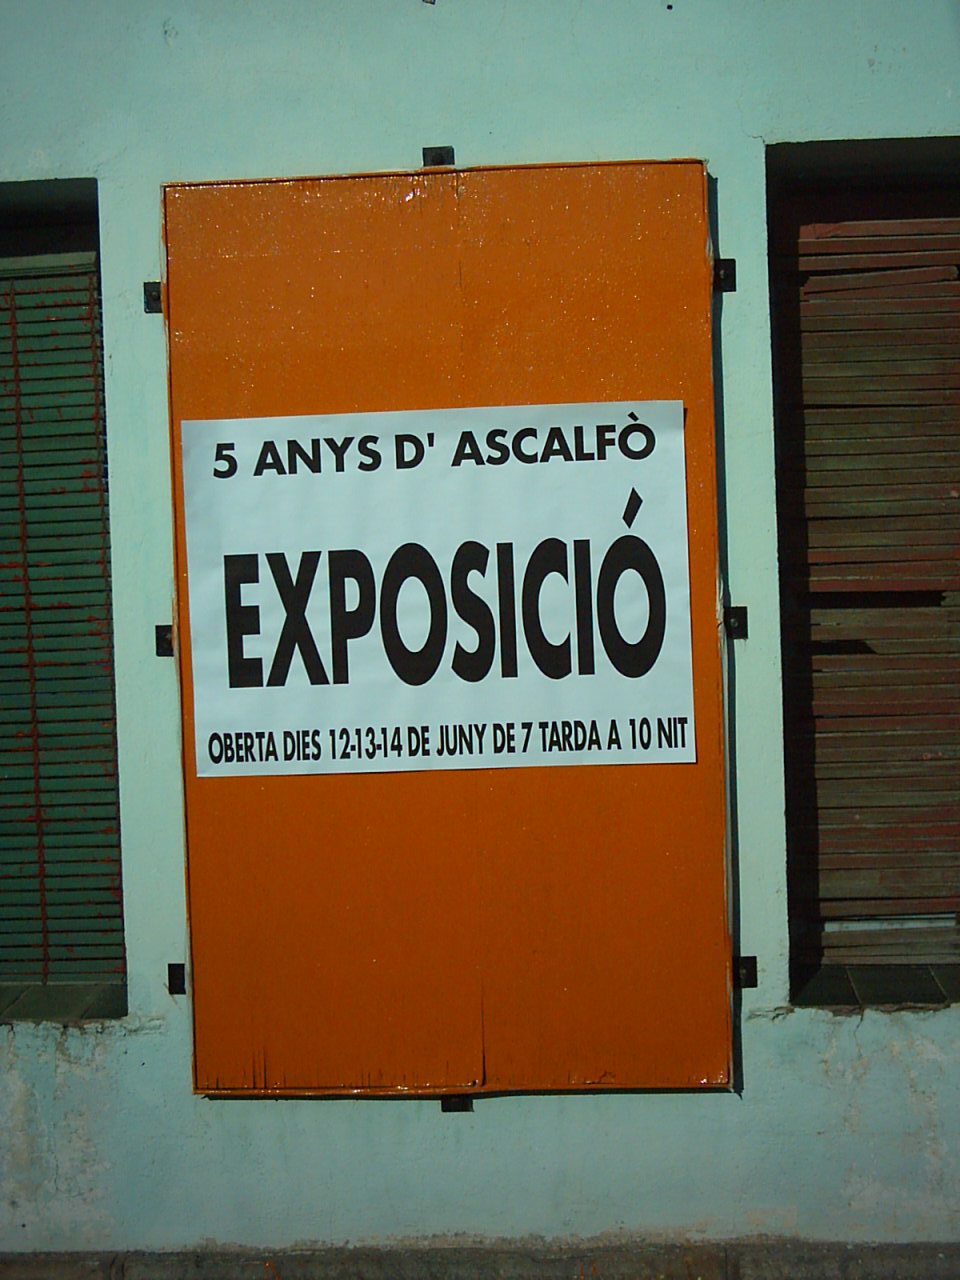 5 ANYS D' ASCALFÒ
EXPOSICIÓ
OBERTA DIES 12-13-14 DE JUNY DE 7 TARDA A 10 NIT